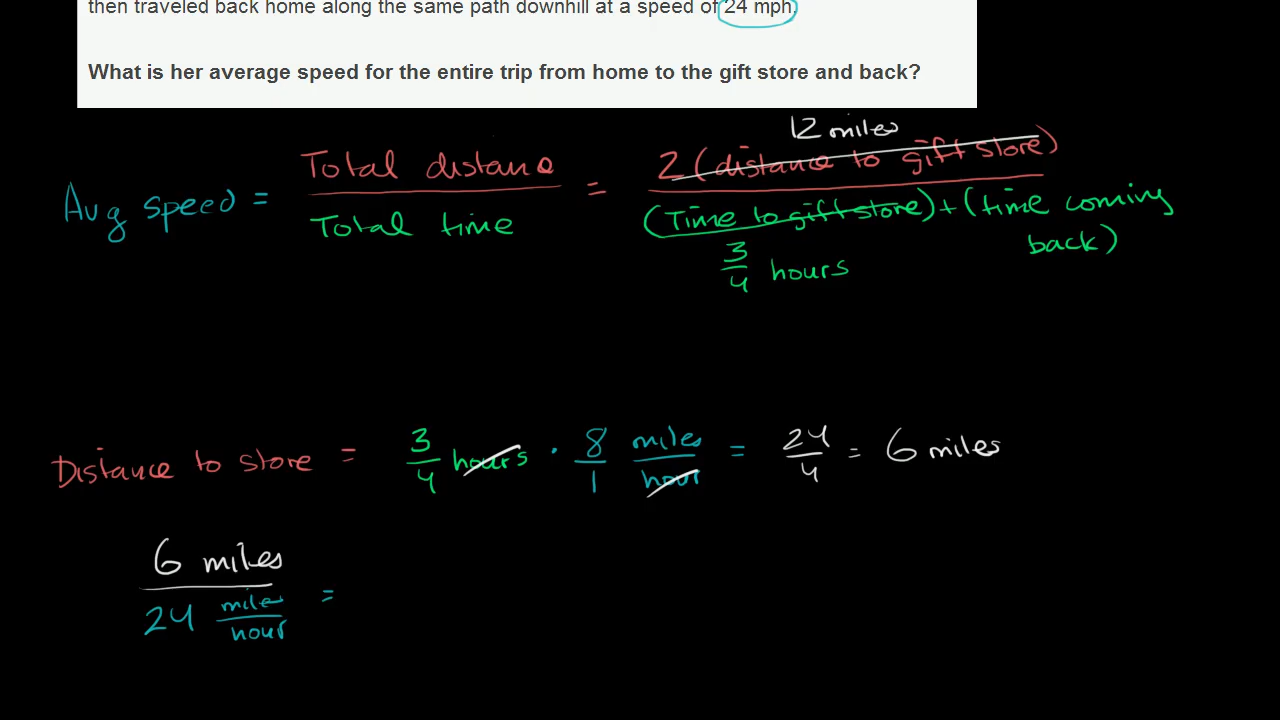 then traveled back home along the same path downhill at a speed of 24 mph.
What is her average speed for the entire trip from home to the gift store and back?
12 miles
Avg speed = Total distance / Total time = 2 (distance to gift store) / (Time to gift store) + (time coming back)
3/4 hours
Distance to store = 3/4 hours · 8/1 miles/hour = 24/4 = 6 miles
6 miles / 24 miles/hour =